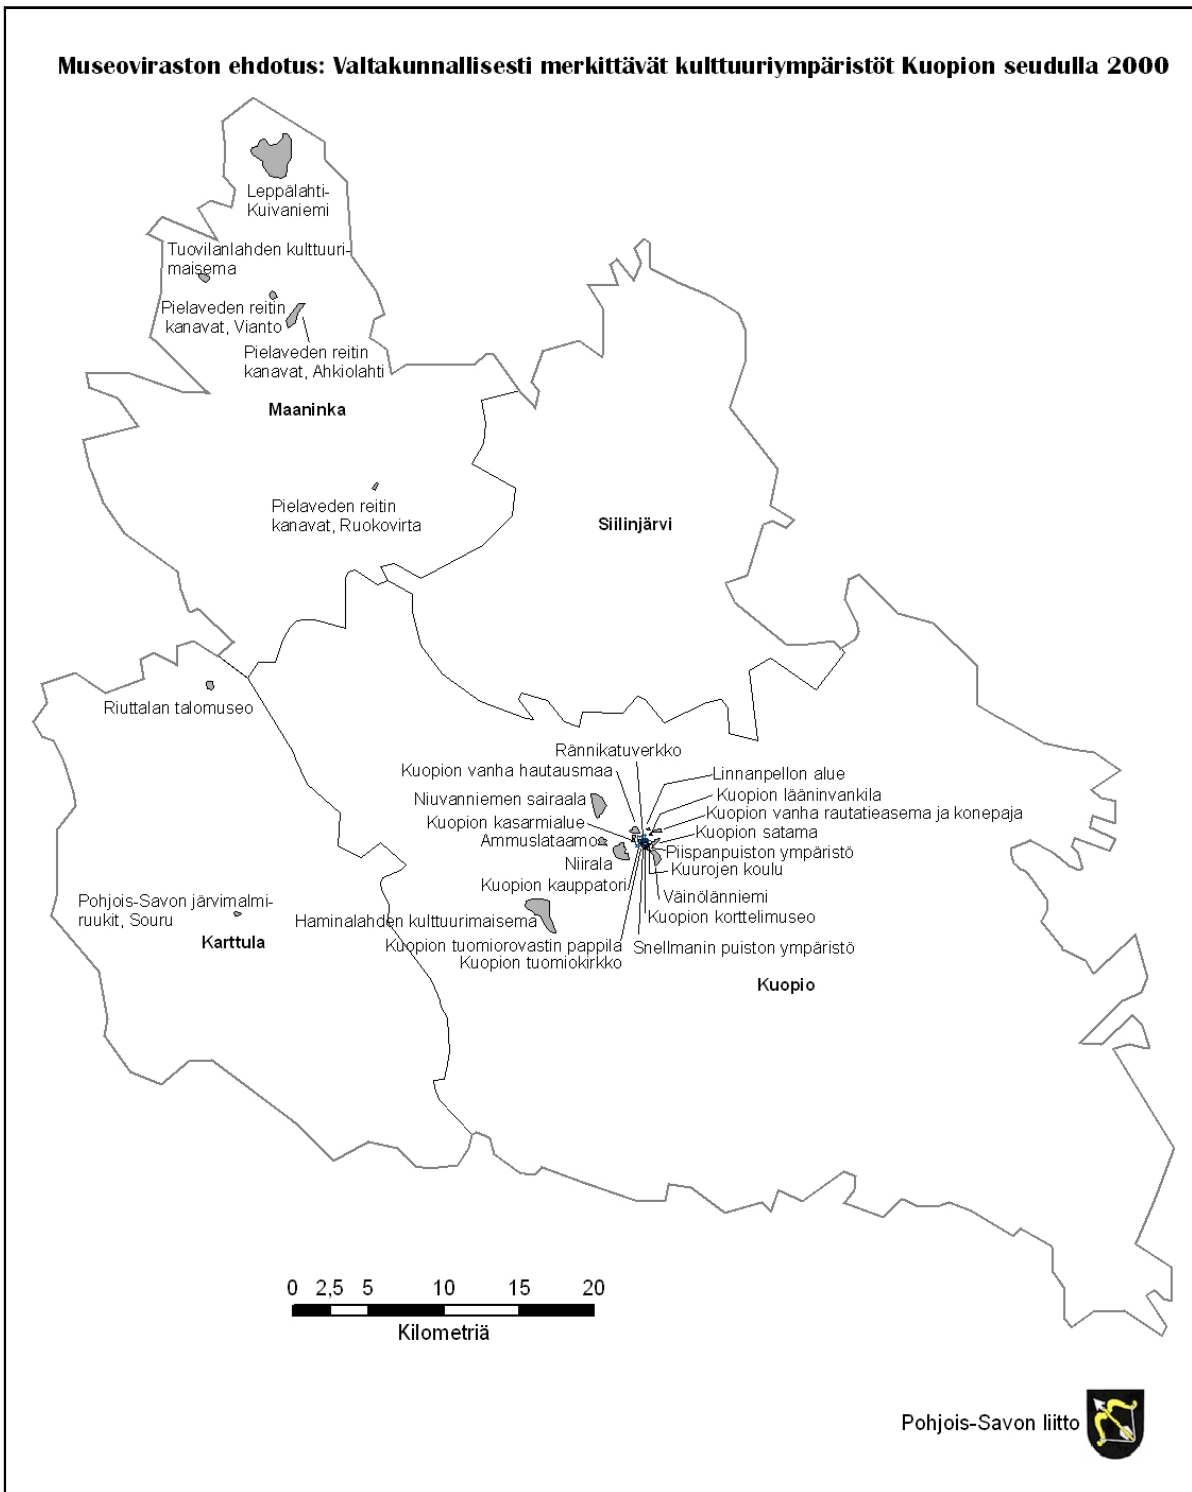 Museoviraston ehdotus: Valtakunnallisesti merkittävät kulttuuriympäristöt Kuopion seudulla 2000
Leppälahti-
Kuivaniemi
Tuovilanlahden kulttuuri-
maisema
Pielaveden reitin
kanavat, Vianto
Pielaveden reitin
kanavat, Ahkiolahti
Maaninka
Pielaveden reitin
kanavat, Ruokovirta
Siilinjärvi
Riuttalan talomuseo
Rännikatuverkko
Kuopion vanha hautausmaa
Linnanpellon alue
Niuvanniemen sairaala
Kuopion lääninvankila
Kuopion vanha rautatieasema ja konepaja
Kuopion kasarmialue
Kuopion satama
Ammuslataamo
Piispanpuiston ympäristö
Niirala
Kuurojen koulu
Kuopion kauppatori
Väinölänniemi
Pohjois-Savon järvimalmi-
ruukit, Souru
Kuopion korttelimuseo
Haminalahden kulttuurimaisema
Karttula
Kuopion tuomiorovastin pappila
Snellmanin puiston ympäristö
Kuopion tuomiokirkko
Kuopio
0 2,5 5 10 15 20
Kilometriä
Pohjois-Savon liitto